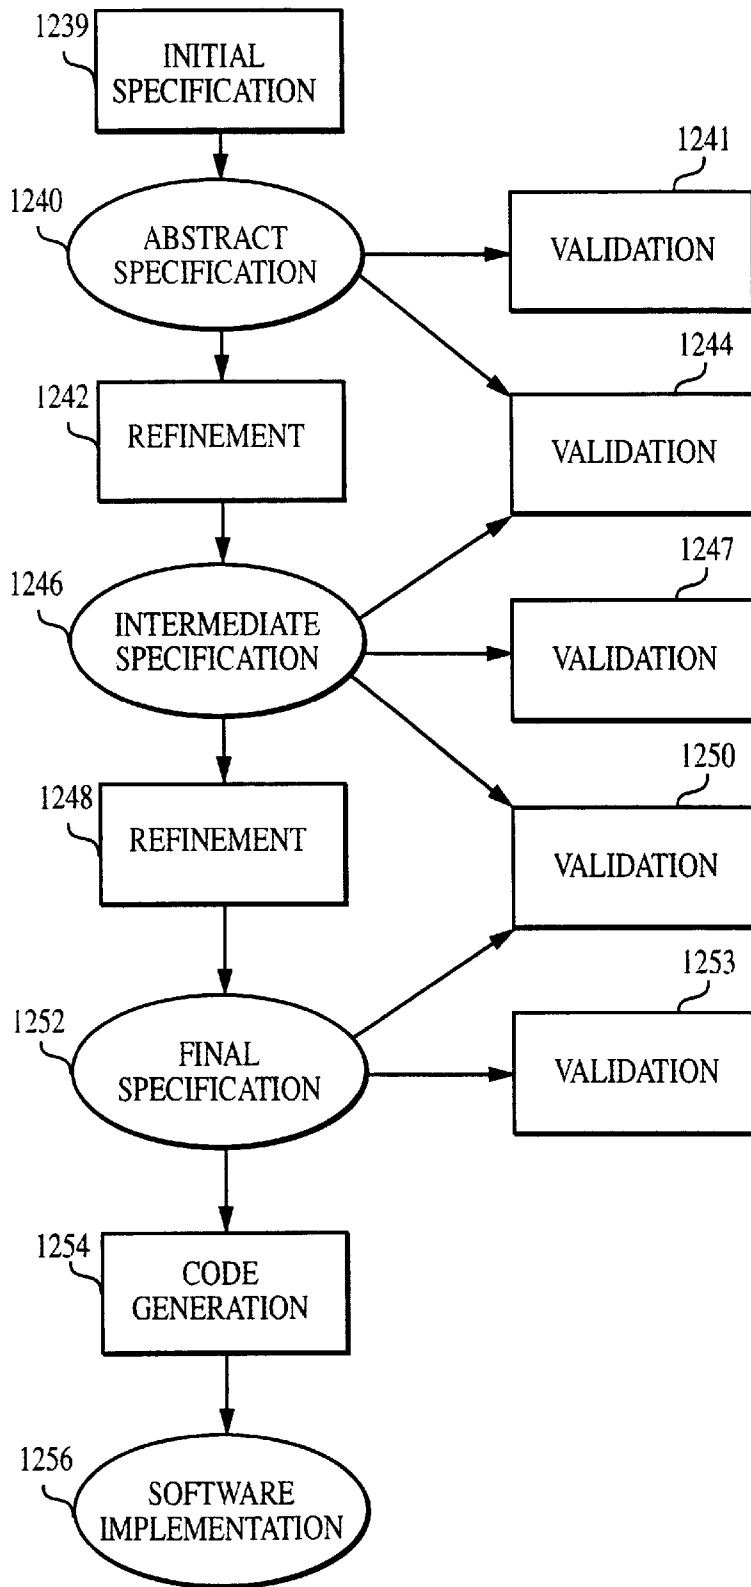 1239
INITIAL
SPECIFICATION
1241
1240
ABSTRACT
SPECIFICATION
VALIDATION
1244
1242
REFINEMENT
VALIDATION
1247
1246
INTERMEDIATE
SPECIFICATION
VALIDATION
1250
1248
REFINEMENT
VALIDATION
1253
1252
FINAL
SPECIFICATION
VALIDATION
1254
CODE
GENERATION
1256
SOFTWARE
IMPLEMENTATION